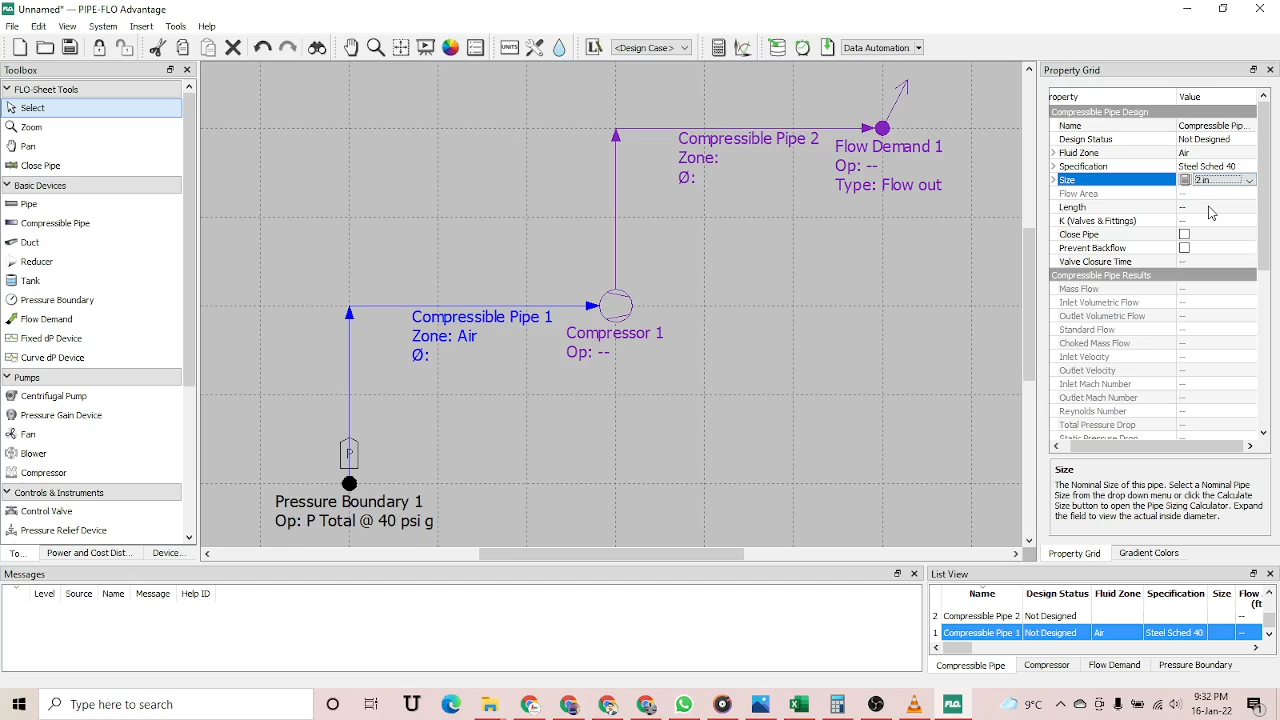 Unnamed* — PIPE-FLO Advantage
File Edit View System Insert Tools Help
UNITS <Design Case> Data Automation
Toolbox
FLO-Sheet Tools
Select
Zoom
Pan
Close Pipe
Basic Devices
Pipe
Compressible Pipe
Duct
Reducer
Tank
Pressure Boundary
Flow Demand
Fixed dP Device
Curve dP Device
Pumps
Centrifugal Pump
Pressure Gain Device
Fan
Blower
Compressor
Controls & Instruments
Control Valve
Pressure Relief Device
To... Power and Cost Dist... Device...
Compressible Pipe 2
Zone:
Ø:
Flow Demand 1
Op: --
Type: Flow out
Compressible Pipe 1
Zone: Air
Ø:
Compressor 1
Op: --
P
Pressure Boundary 1
Op: P Total @ 40 psi g
Property Grid
roperty Value
Compressible Pipe Design
Name Compressible Pip...
Design Status Not Designed
Fluid Zone Air
Specification Steel Sched 40
Size 2 in
Flow Area --
Length --
K (Valves & Fittings) --
Close Pipe
Prevent Backflow
Valve Closure Time --
Compressible Pipe Results
Mass Flow --
Inlet Volumetric Flow --
Outlet Volumetric Flow --
Standard Flow --
Choked Mass Flow --
Inlet Velocity --
Outlet Velocity --
Inlet Mach Number --
Outlet Mach Number --
Reynolds Number --
Total Pressure Drop --
Static Pressure Drop --
Size
The Nominal Size of this pipe. Select a Nominal Pipe
Size from the drop down menu or click the Calculate
Size button to open the Pipe Sizing Calculator. Expand
the field to view the actual inside diameter.
Property Grid Gradient Colors
Messages
Level Source Name Message Help ID
List View
Name Design Status Fluid Zone Specification Size Flow
(ft
2 Compressible Pipe 2 Not Designed --
1 Compressible Pipe 1 Not Designed Air Steel Sched 40 --
Compressible Pipe Compressor Flow Demand Pressure Boundary
Type here to search
FLO
9°C
9:32 PM
16-Jan-22
1